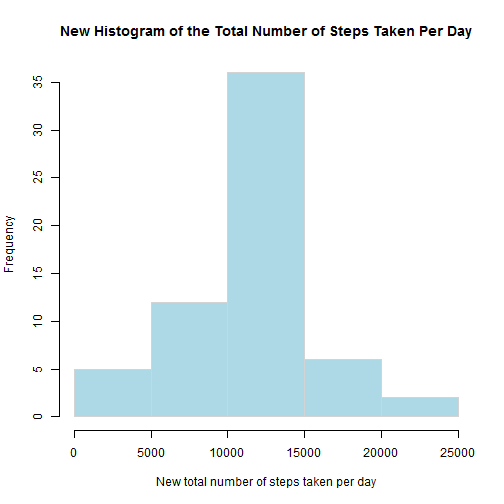 New Histogram of the Total Number of Steps Taken Per Day
Frequency
35
30
25
20
15
10
5
0
0 5000 10000 15000 20000 25000
New total number of steps taken per day